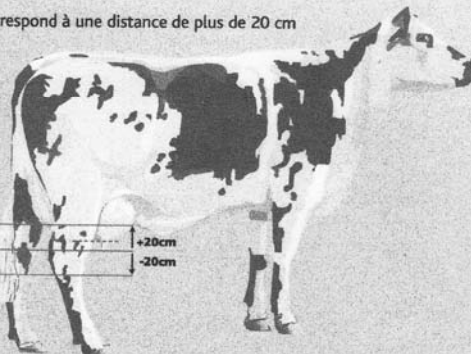 respond à une distance de plus de 20 cm
+20cm
-20cm